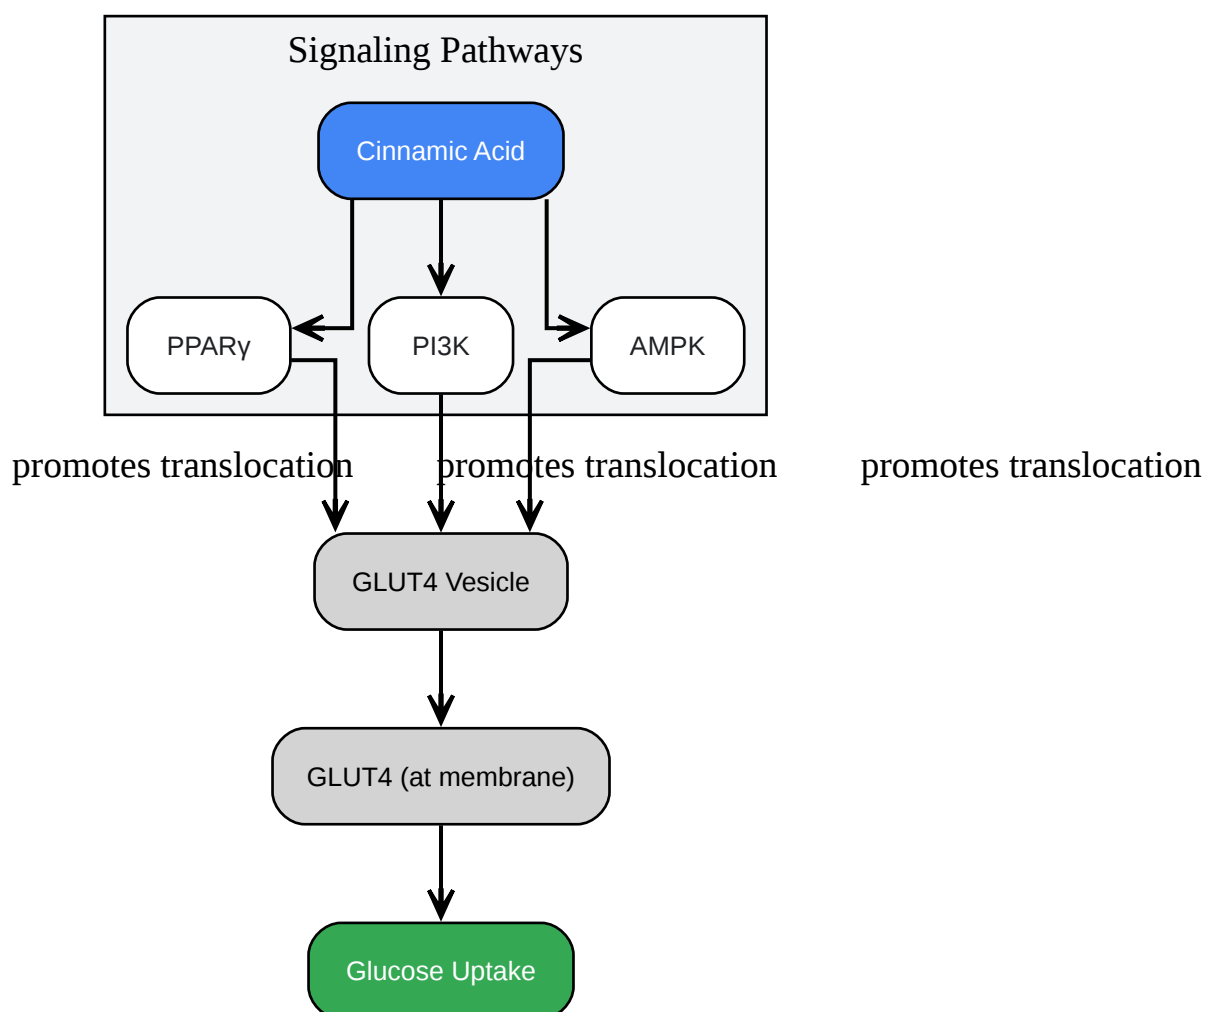 Signaling Pathways
Cinnamic Acid
PPARγ
PI3K
AMPK
promotes translocation
promotes translocation
promotes translocation
GLUT4 Vesicle
GLUT4 (at membrane)
Glucose Uptake